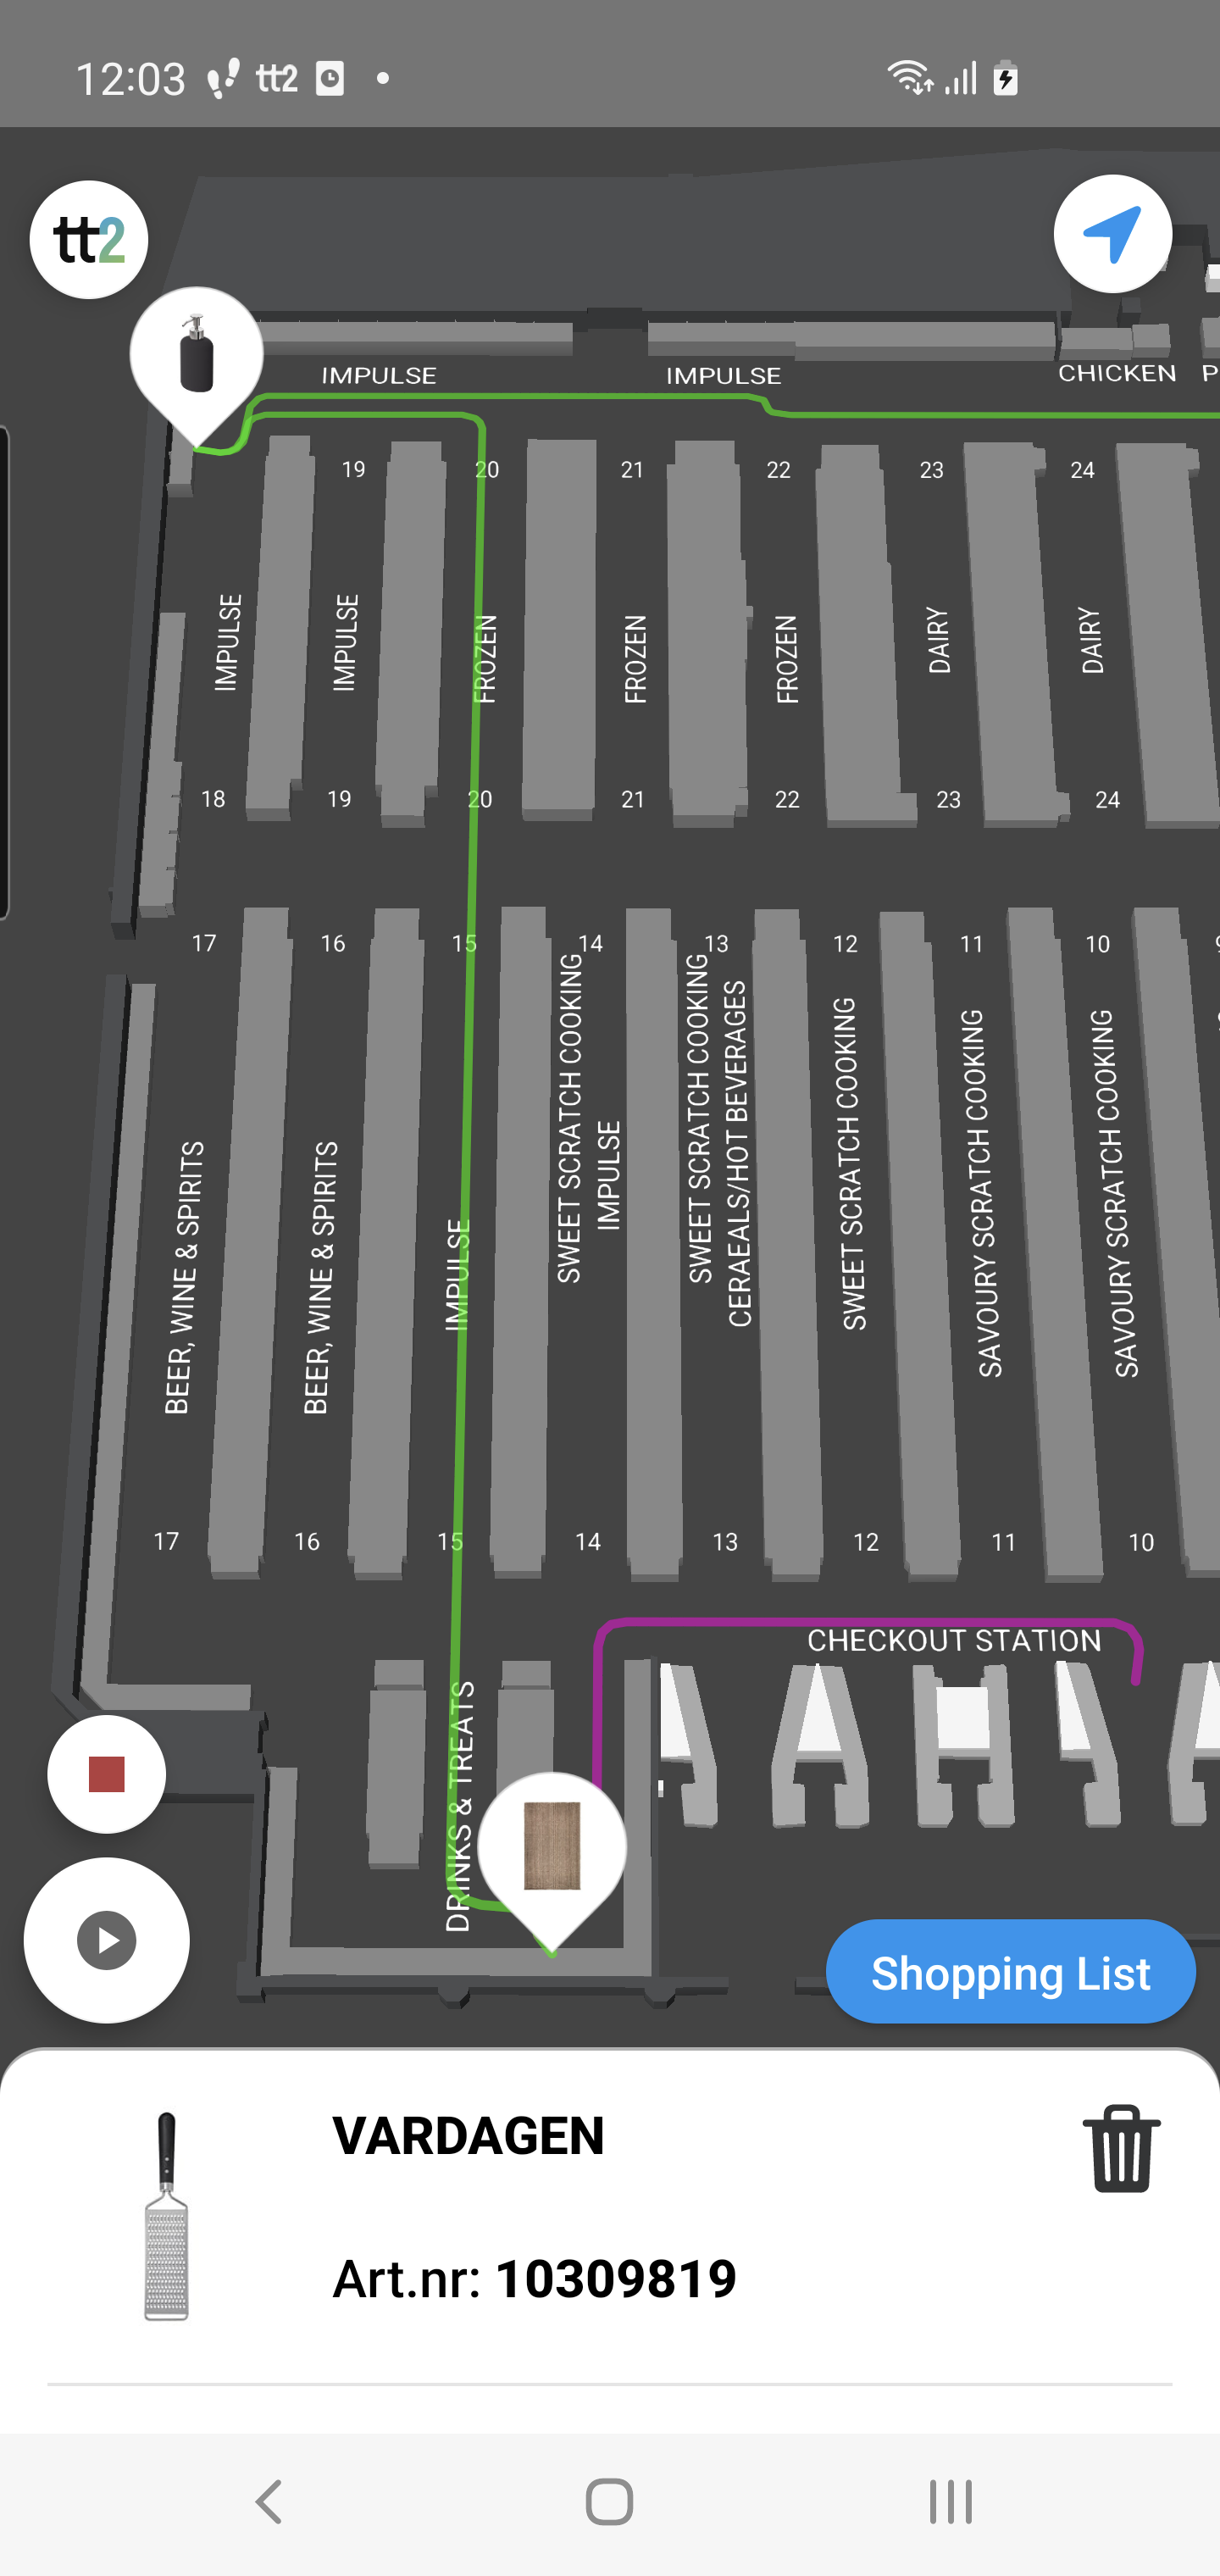 12:03 tt2
tt2
IMPULSE IMPULSE CHICKEN P
19 20 21 22 23 24
IMPULSE IMPULSE FROZEN FROZEN FROZEN DAIRY DAIRY
18 19 20 21 22 23 24
17 16 15 14 13 12 11 10 9
BEER, WINE & SPIRITS
BEER, WINE & SPIRITS
IMPULSE
SWEET SCRATCH COOKING
IMPULSE
SWEET SCRATCH COOKING
CERAEALS/HOT BEVERAGES
SWEET SCRATCH COOKING
SAVOURY SCRATCH COOKING
SAVOURY SCRATCH COOKING
17 16 15 14 13 12 11 10
CHECKOUT STATION
DRINKS & TREATS
Shopping List
VARDAGEN
Art.nr: 10309819